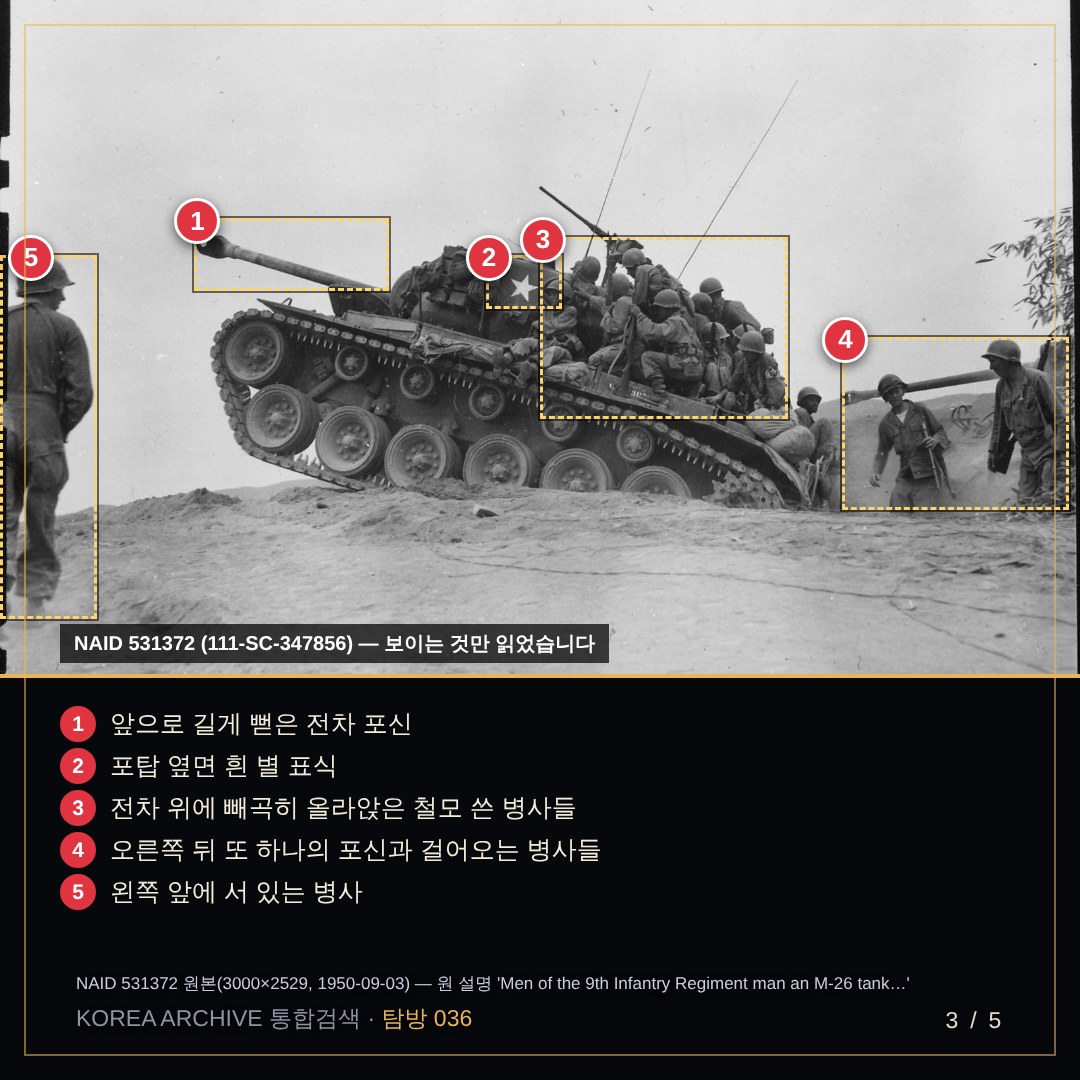 1
2
3
4
5
NAID 531372 (111-SC-347856) — 보이는 것만 읽었습니다
1 앞으로 길게 뻗은 전차 포신
2 포탑 옆면 흰 별 표식
3 전차 위에 빼곡히 올라앉은 철모 쓴 병사들
4 오른쪽 뒤 또 하나의 포신과 걸어오는 병사들
5 왼쪽 앞에 서 있는 병사
NAID 531372 원본(3000×2529, 1950-09-03) — 원 설명 'Men of the 9th Infantry Regiment man an M-26 tank…'
KOREA ARCHIVE 통합검색 · 탐방 036
3 / 5